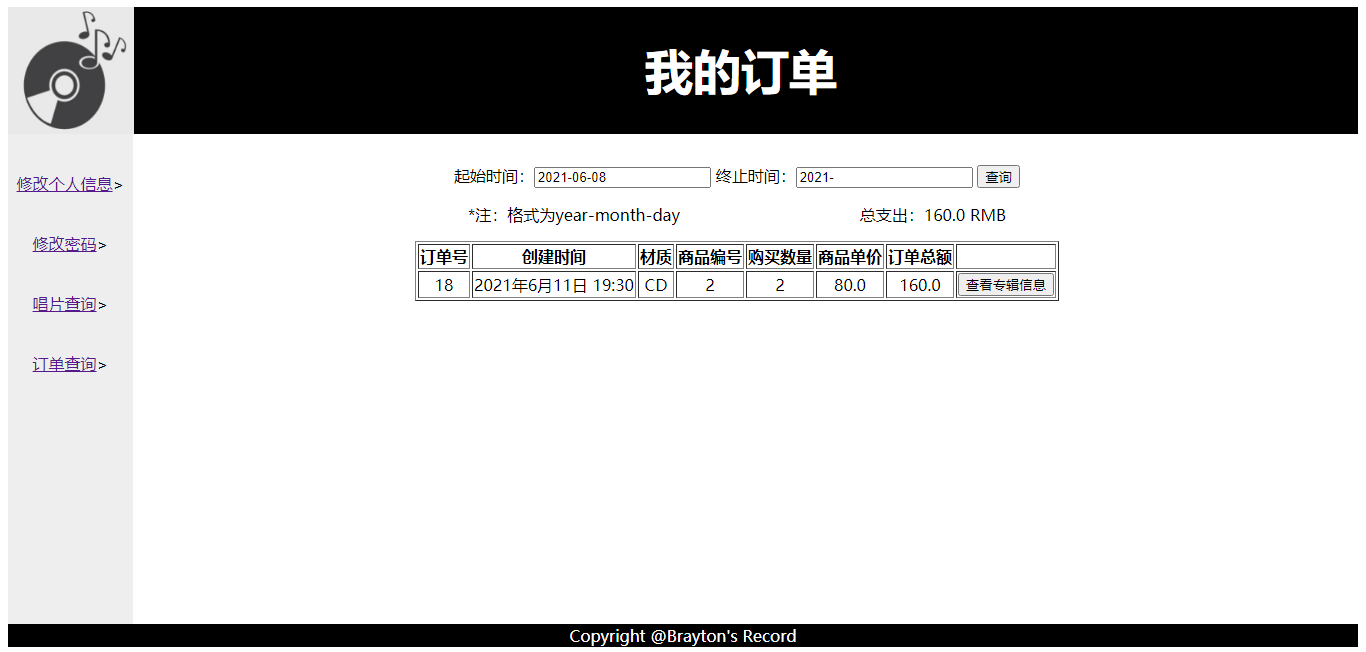 我的订单
修改个人信息>
修改密码>
唱片查询>
订单查询>
起始时间：2021-06-08 终止时间：2021- 查询
*注：格式为year-month-day 总支出：160.0 RMB
订单号 创建时间 材质 商品编号 购买数量 商品单价 订单总额
18 2021年6月11日 19:30 CD 2 2 80.0 160.0 查看专辑信息
Copyright @Brayton's Record